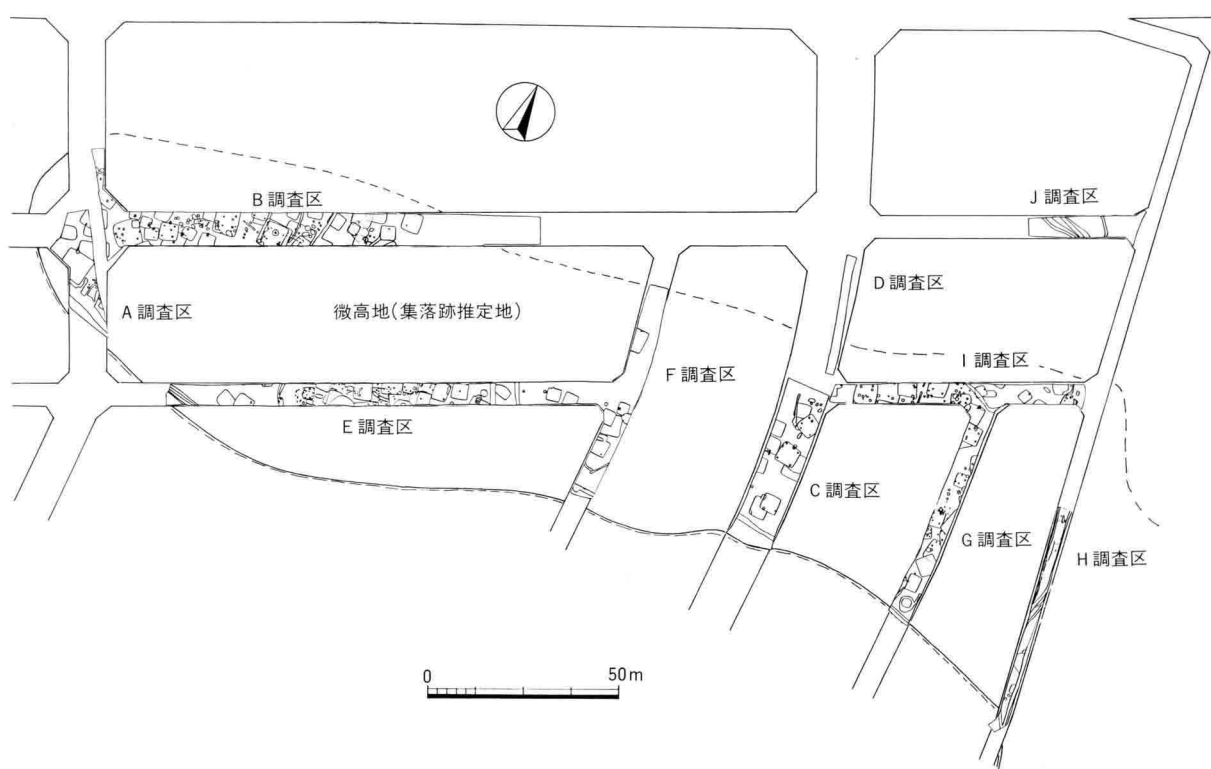 B 調査区
J 調査区
A 調査区
微高地(集落跡推定地)
D 調査区
I 調査区
F 調査区
E 調査区
C 調査区
G 調査区
H 調査区
0
50m